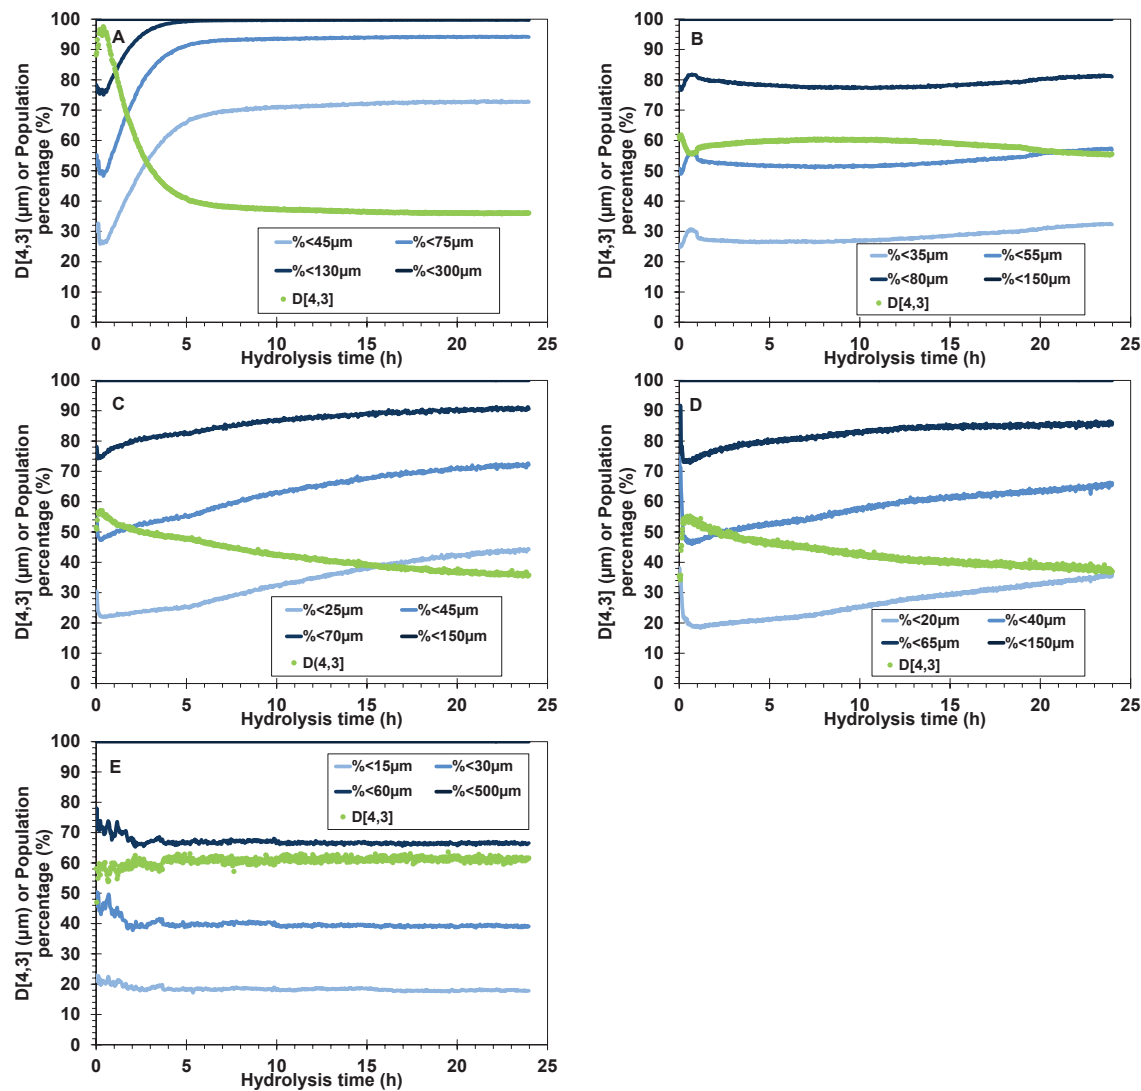 D[4,3] (µm) or Population
percentage (%)
100
90
80
70
60
50
40
30
20
10
0
A
%<45µm %<75µm
%<130µm %<300µm
D[4,3]
0 5 10 15 20 25
Hydrolysis time (h)
D[4,3] (µm) or Population
percentage (%)
100
90
80
70
60
50
40
30
20
10
0
B
%<35µm %<55µm
%<80µm %<150µm
D[4,3]
0 5 10 15 20 25
Hydrolysis time (h)
D[4,3] (µm) or Population
percentage (%)
100
90
80
70
60
50
40
30
20
10
0
C
%<25µm %<45µm
%<70µm %<150µm
D(4,3]
0 5 10 15 20 25
Hydrolysis time (h)
D[4,3] (µm) or Population
percentage (%)
100
90
80
70
60
50
40
30
20
10
0
D
%<20µm %<40µm
%<65µm %<150µm
D[4,3]
0 5 10 15 20 25
Hydrolysis time (h)
D[4,3] (µm) or Population
percentage (%)
100
90
80
70
60
50
40
30
20
10
0
E
%<15µm %<30µm
%<60µm %<500µm
D[4,3]
0 5 10 15 20 25
Hydrolysis time (h)